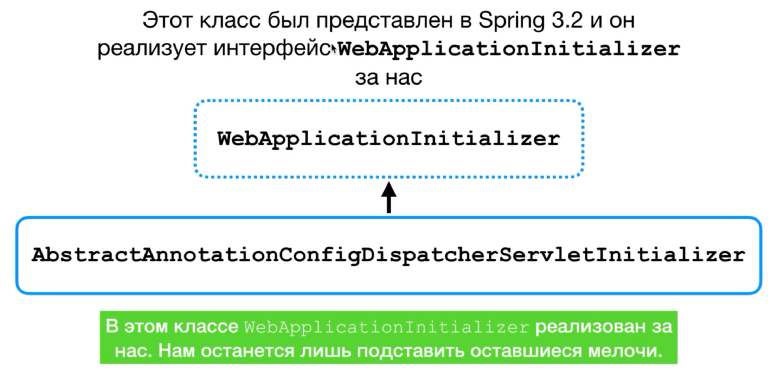 Этот класс был представлен в Spring 3.2 и он
реализует интерфейс WebApplicationInitializer
за нас
WebApplicationInitializer
AbstractAnnotationConfigDispatcherServletInitializer
В этом классе WebApplicationInitializer реализован за
нас. Нам останется лишь подставить оставшиеся мелочи.